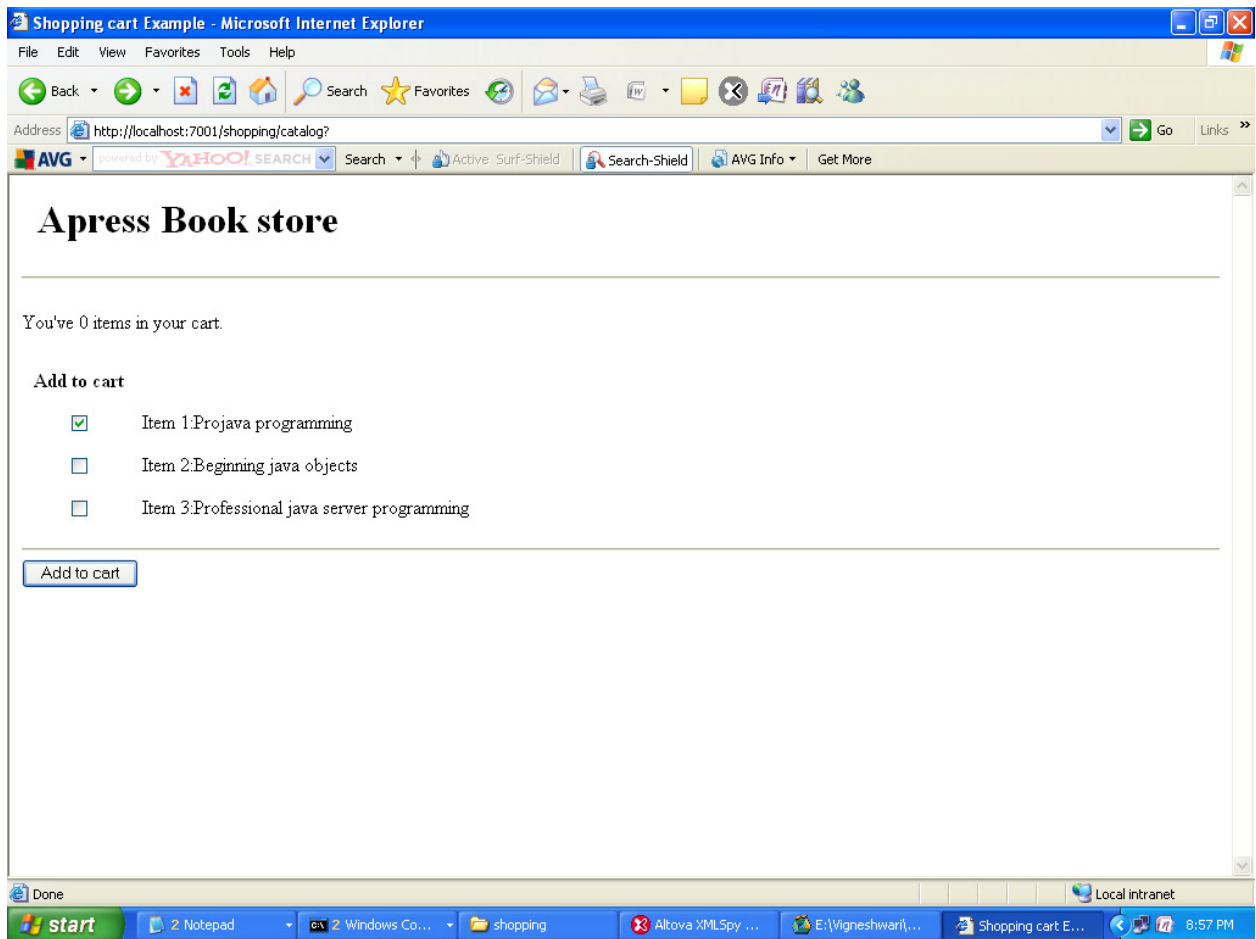 Shopping cart Example - Microsoft Internet Explorer
File Edit View Favorites Tools Help
Back Search Favorites
Address http://localhost:7001/shopping/catalog? Go Links »
AVG powered by YAHOO! SEARCH Search Active Surf-Shield Search-Shield AVG Info Get More
Apress Book store
You've 0 items in your cart.
Add to cart
Item 1:Projava programming
Item 2:Beginning java objects
Item 3:Professional java server programming
Add to cart
Done Local intranet
start 2 Notepad 2 Windows Co... shopping Altova XMLSpy ... E:\Vigneshwari\... Shopping cart E... 8:57 PM